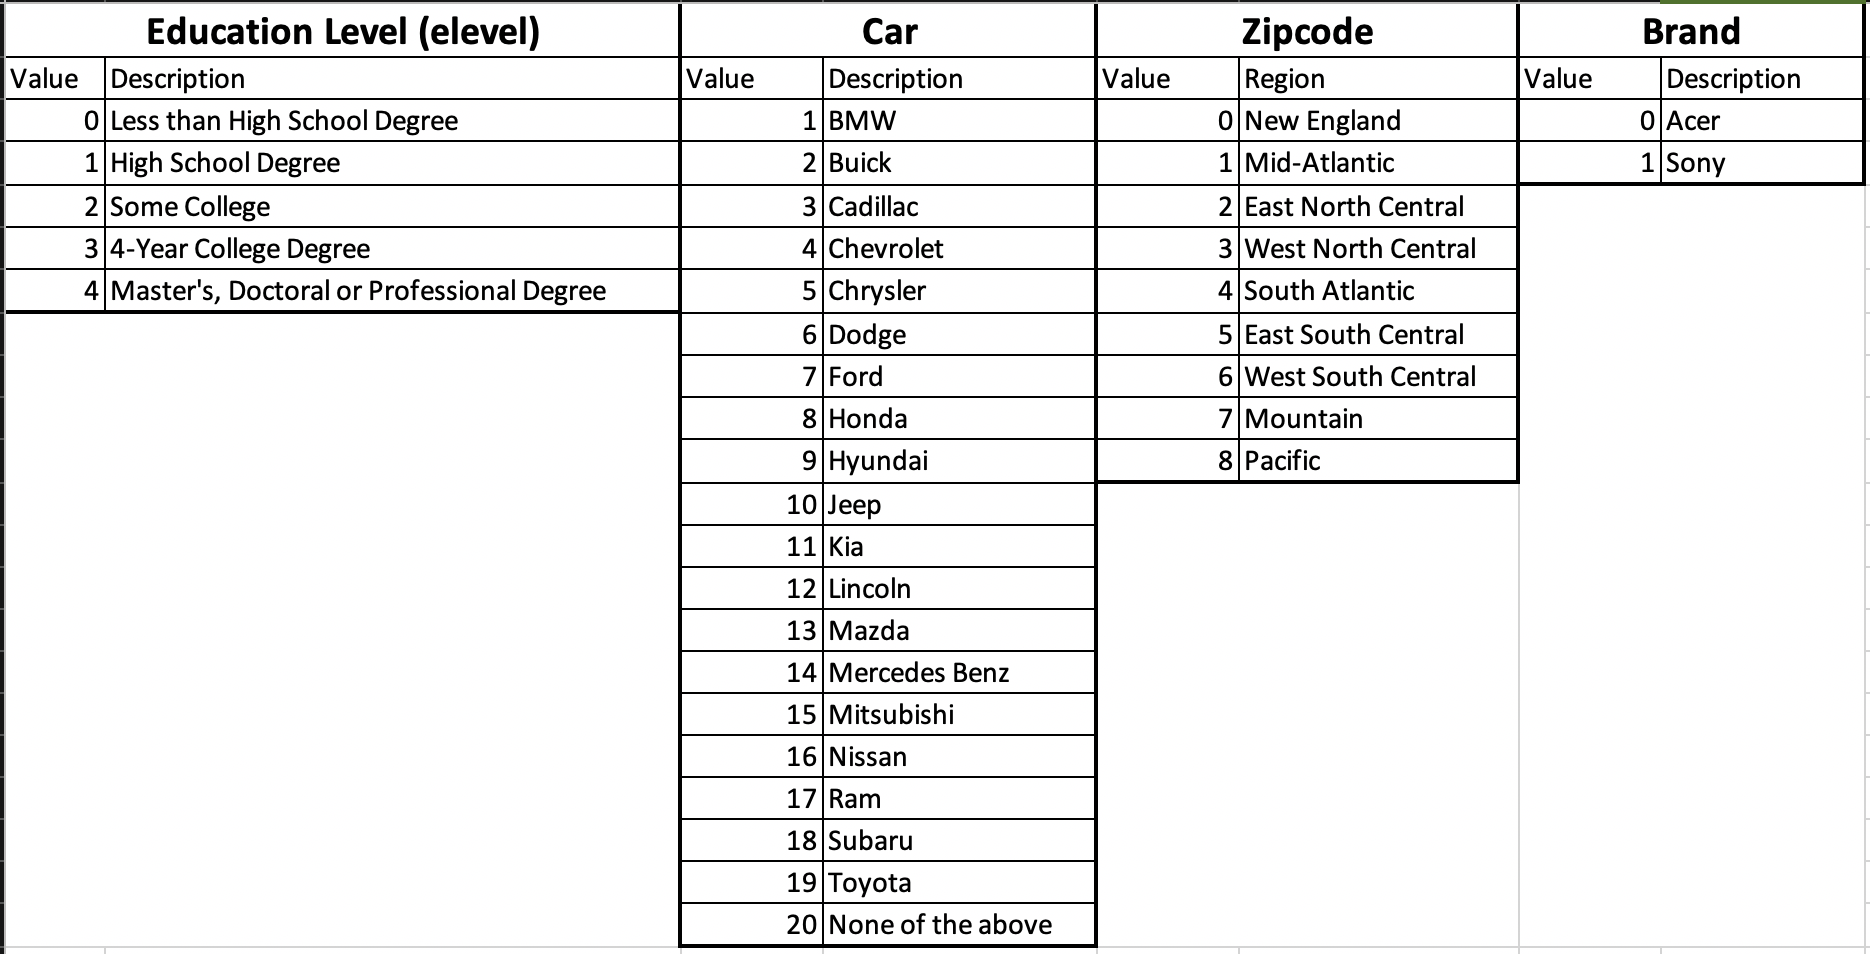 Education Level (elevel) Car Zipcode Brand
Value Description Value Description Value Region Value Description
0 Less than High School Degree 1 BMW 0 New England 0 Acer
1 High School Degree 2 Buick 1 Mid-Atlantic 1 Sony
2 Some College 3 Cadillac 2 East North Central
3 4-Year College Degree 4 Chevrolet 3 West North Central
4 Master's, Doctoral or Professional Degree 5 Chrysler 4 South Atlantic
6 Dodge 5 East South Central
7 Ford 6 West South Central
8 Honda 7 Mountain
9 Hyundai 8 Pacific
10 Jeep
11 Kia
12 Lincoln
13 Mazda
14 Mercedes Benz
15 Mitsubishi
16 Nissan
17 Ram
18 Subaru
19 Toyota
20 None of the above